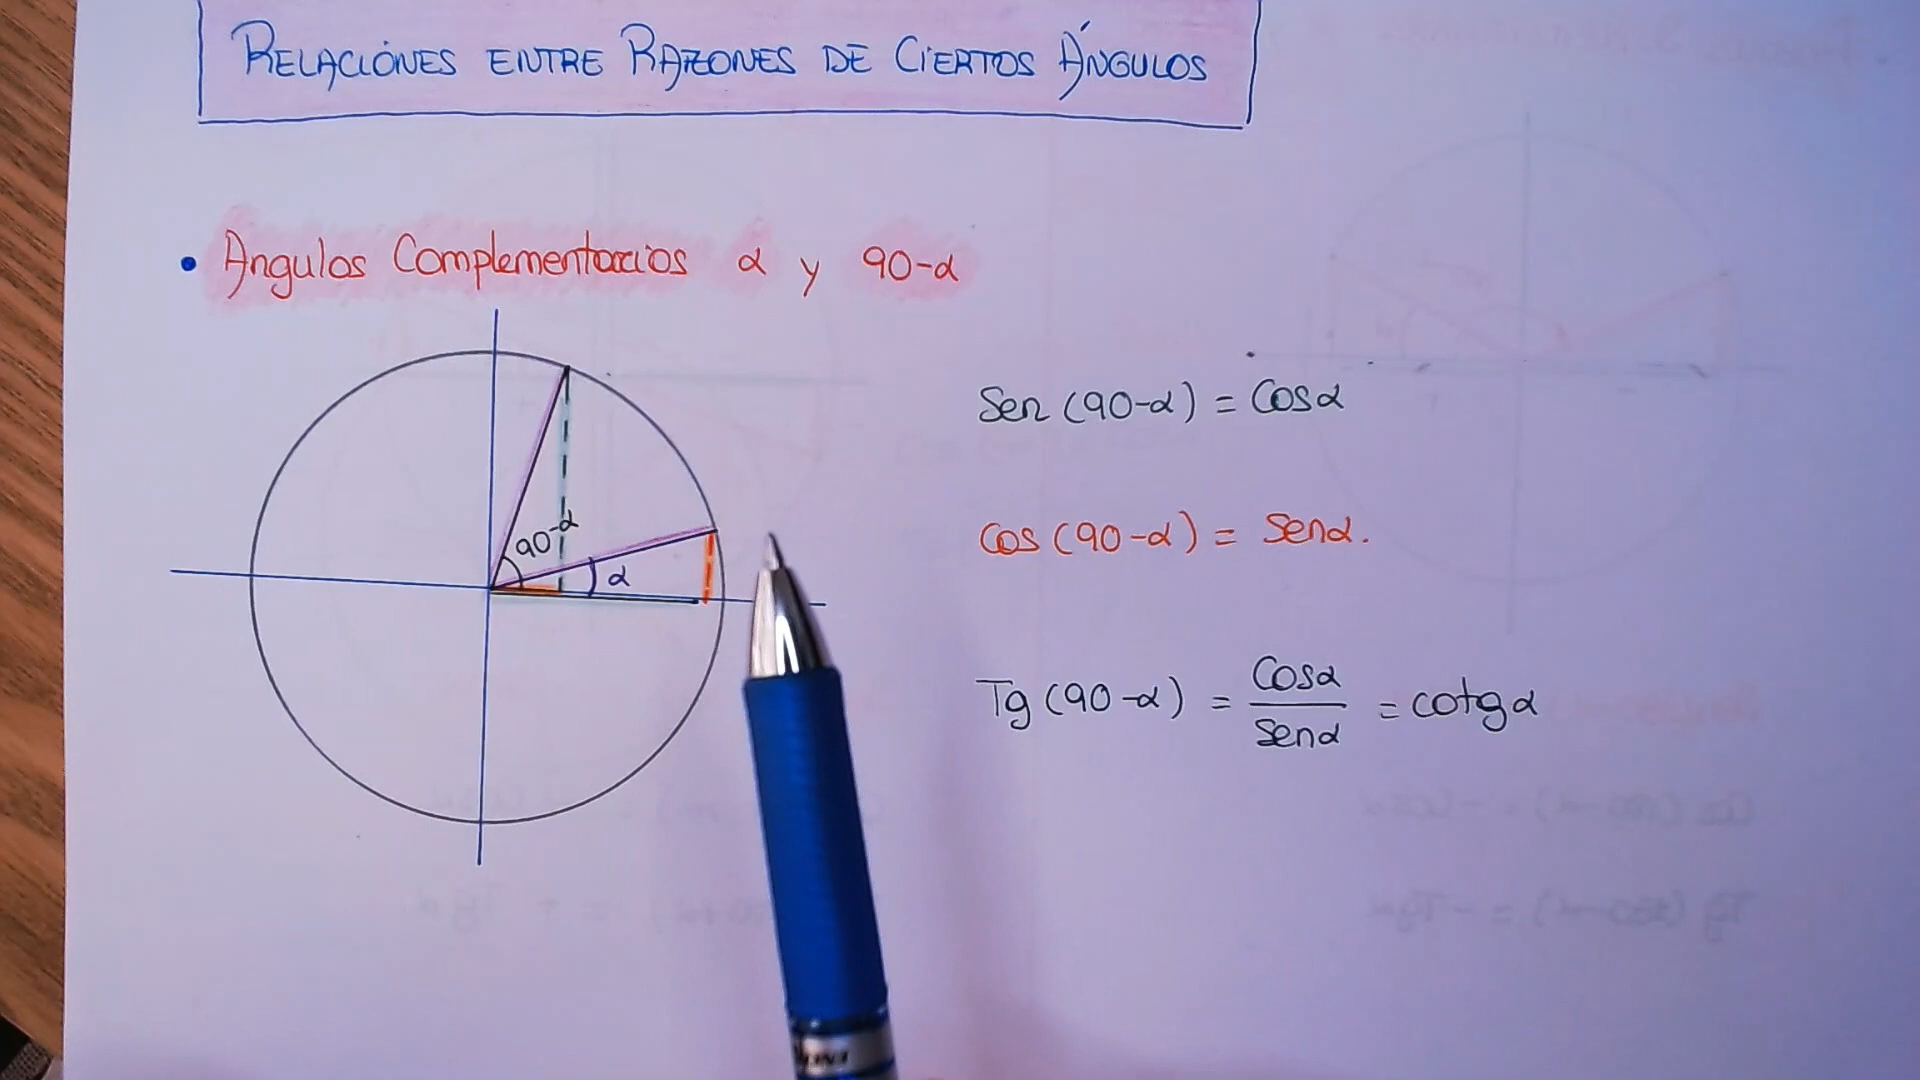 RELACIÓNES ENTRE RAZONES DE CIERTOS ÁNGULOS
• Angulos Complementarios α y 90-α
Sen (90-α) = Cosα
90-α
Cos (90-α) = Senα.
α
Tg (90-α) = Cosα / Senα = cotg α